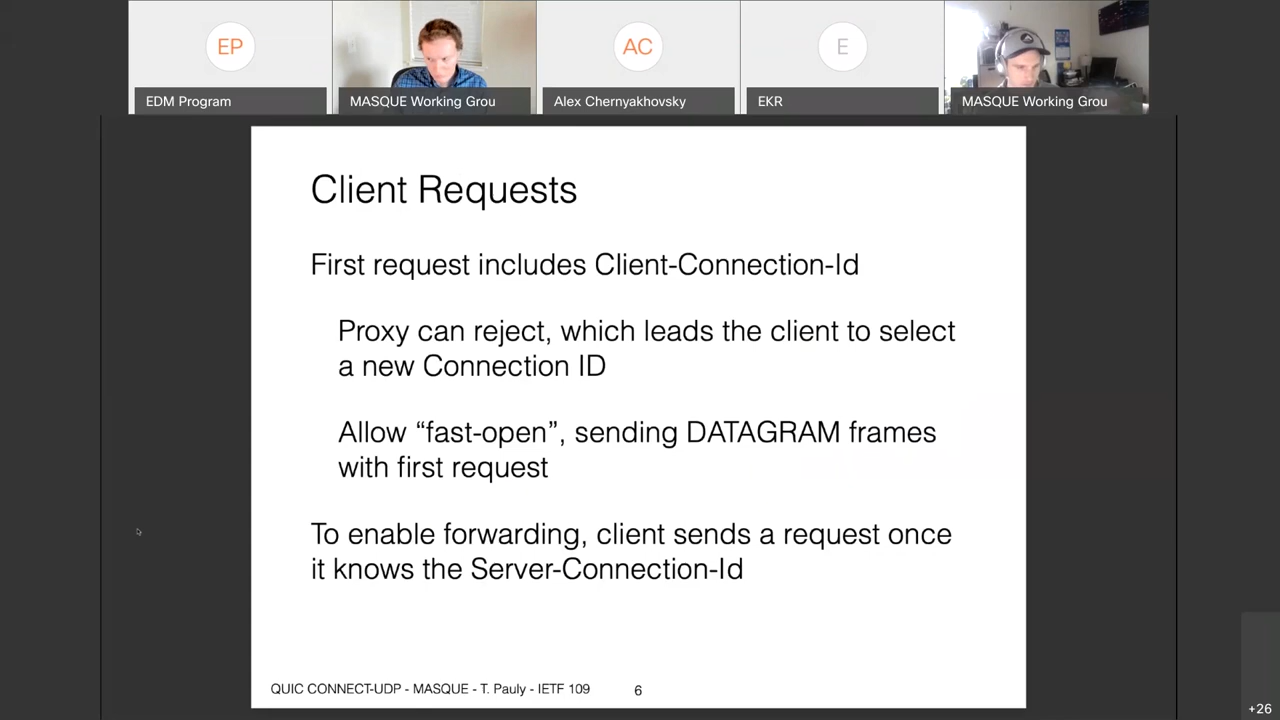 EP
AC
E
EDM Program
MASQUE Working Grou
Alex Chernyakhovsky
EKR
MASQUE Working Grou
Client Requests
First request includes Client-Connection-Id
Proxy can reject, which leads the client to select
a new Connection ID
Allow “fast-open”, sending DATAGRAM frames
with first request
To enable forwarding, client sends a request once
it knows the Server-Connection-Id
QUIC CONNECT-UDP - MASQUE - T. Pauly - IETF 109
6
+26